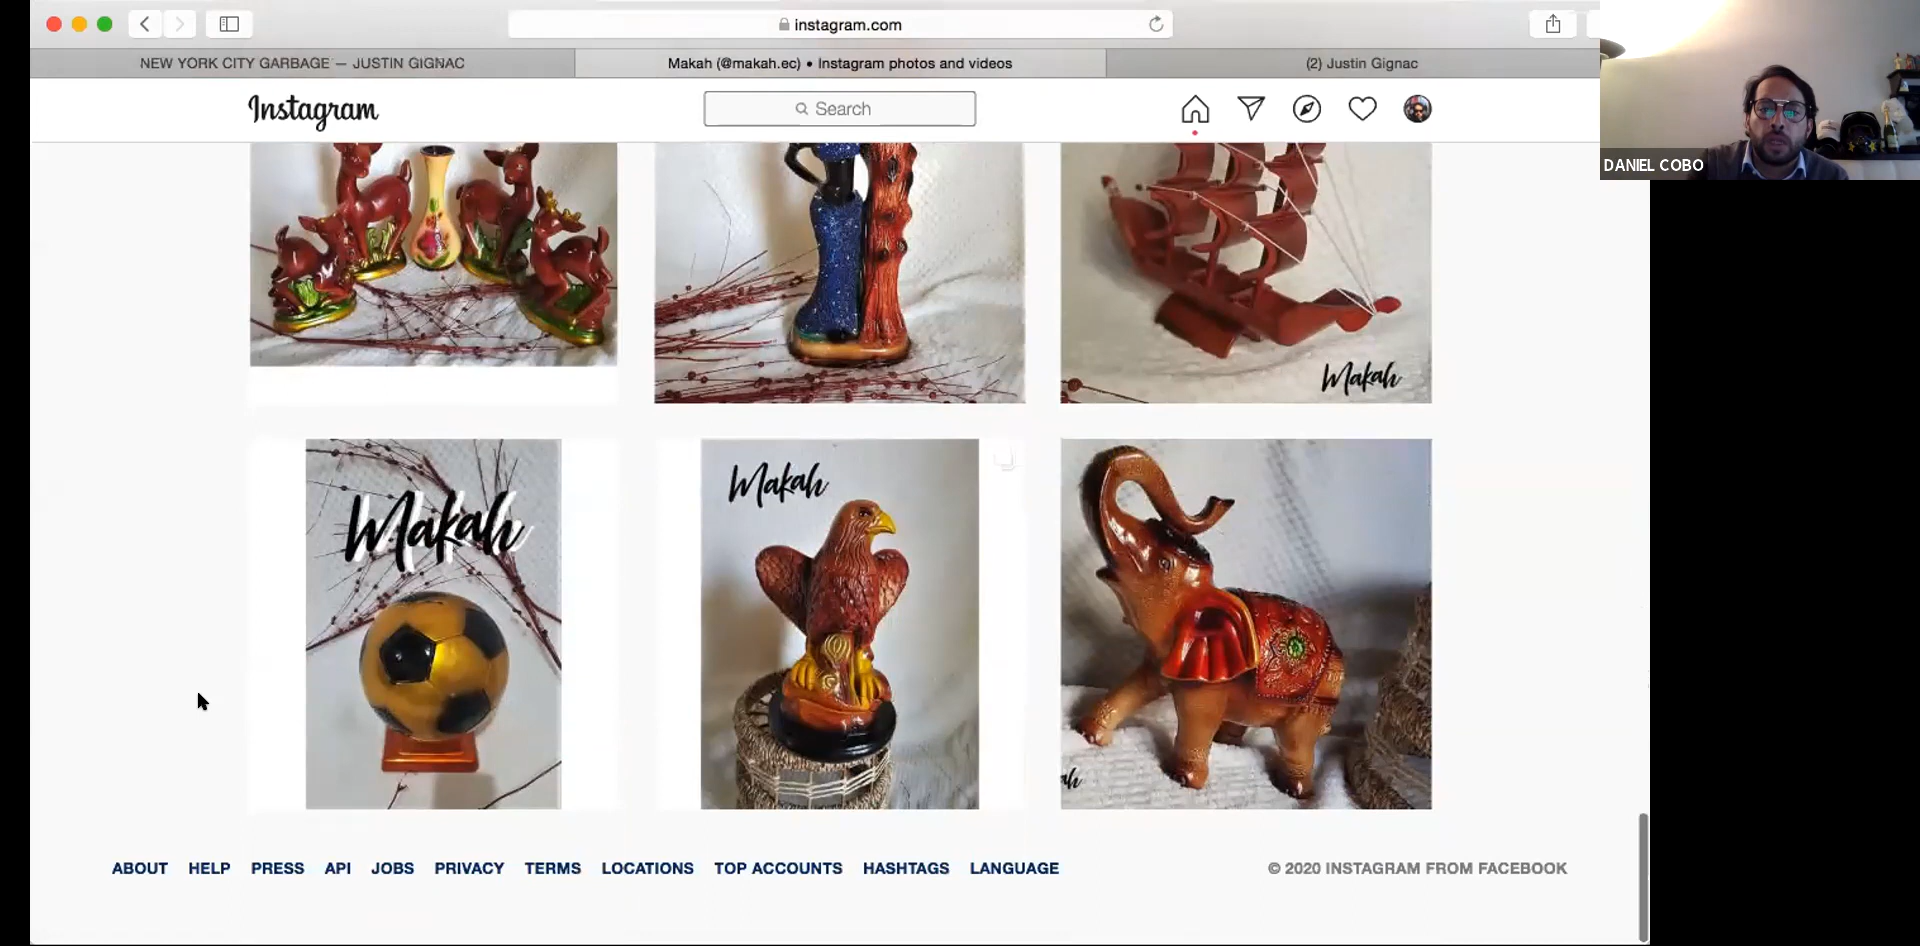 instagram.com
NEW YORK CITY GARBAGE — JUSTIN GIGNAC
Makah (@makah.ec) • Instagram photos and videos
(2) Justin Gignac
Instagram
Search
DANIEL COBO
Makah
Makah
Makah
ah
ABOUT HELP PRESS API JOBS PRIVACY TERMS LOCATIONS TOP ACCOUNTS HASHTAGS LANGUAGE
© 2020 INSTAGRAM FROM FACEBOOK